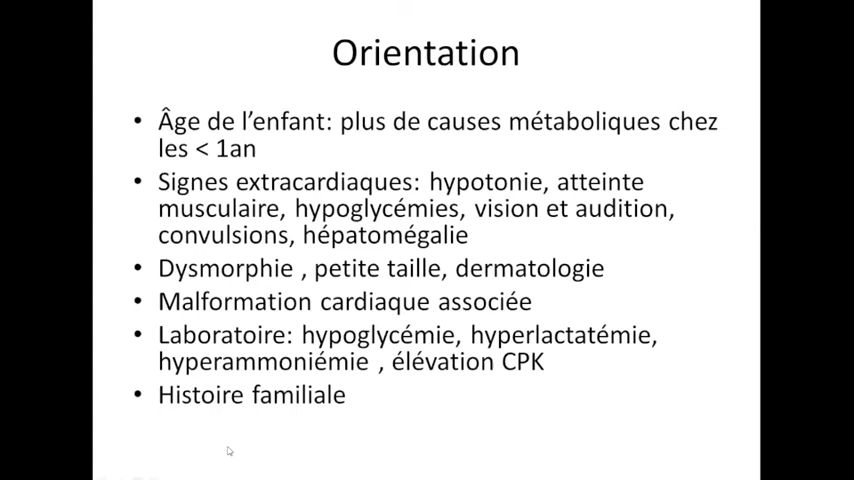 Orientation
• Âge de l'enfant: plus de causes métaboliques chez
les < 1an
• Signes extracardiaques: hypotonie, atteinte
musculaire, hypoglycémies, vision et audition,
convulsions, hépatomégalie
• Dysmorphie , petite taille, dermatologie
• Malformation cardiaque associée
• Laboratoire: hypoglycémie, hyperlactatémie,
hyperammoniémie , élévation CPK
• Histoire familiale